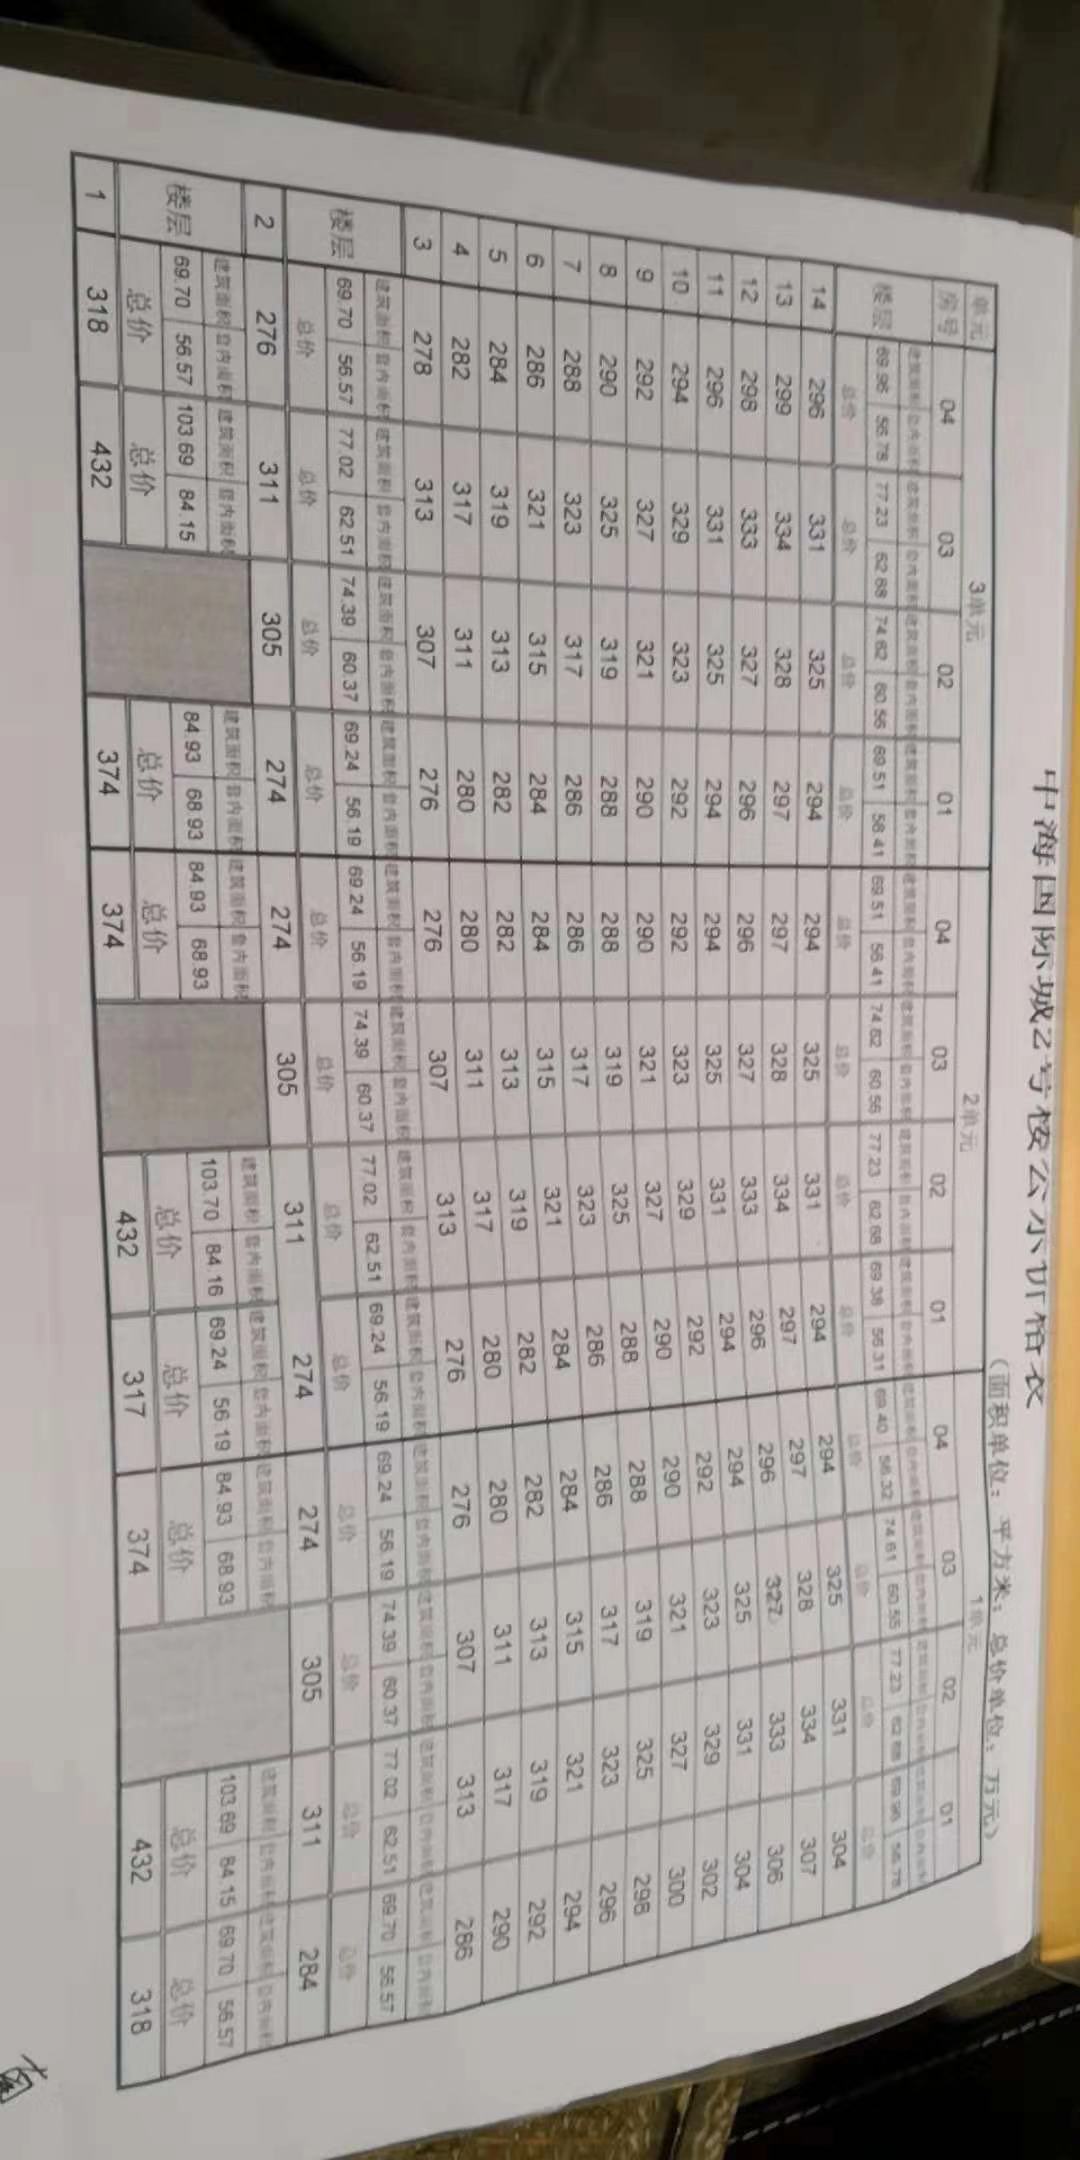 中海国际城2号楼公示价格表
（面积单位：平方米；总价单位：万元）
单元 3单元 2单元 1单元
房号 04 03 02 01 04 03 02 01 04 03 02 01
楼层 建筑面积 套内面积 建筑面积 套内面积 建筑面积 套内面积 建筑面积 套内面积 建筑面积 套内面积 建筑面积 套内面积 建筑面积 套内面积 建筑面积 套内面积 建筑面积 套内面积 建筑面积 套内面积 建筑面积 套内面积 建筑面积 套内面积
69.96 56.78 77.23 62.68 74.62 60.56 69.51 56.41 69.51 56.41 74.62 60.56 77.23 62.68 69.38 56.31 69.40 56.32 74.61 60.55 77.23 62.68 69.96 56.78
总价 总价 总价 总价 总价 总价 总价 总价 总价 总价 总价 总价
14 296 331 325 294 294 325 331 294 294 325 331 304
13 299 334 328 297 297 328 334 297 297 328 334 307
12 298 333 327 296 296 327 333 296 296 327 333 306
11 296 331 325 294 294 325 331 294 294 325 331 304
10 294 329 323 292 292 323 329 292 292 323 329 302
9 292 327 321 290 290 321 327 290 290 321 327 300
8 290 325 319 288 288 319 325 288 288 319 325 298
7 288 323 317 286 286 317 323 286 286 317 323 296
6 286 321 315 284 284 315 321 284 284 315 321 294
5 284 319 313 282 282 313 319 282 282 313 319 292
4 282 317 311 280 280 311 317 280 280 311 317 290
3 278 313 307 276 276 307 313 276 276 307 313 286
楼层 建筑面积 套内面积 建筑面积 套内面积 建筑面积 套内面积 建筑面积 套内面积 建筑面积 套内面积 建筑面积 套内面积 建筑面积 套内面积 建筑面积 套内面积 建筑面积 套内面积 建筑面积 套内面积 建筑面积 套内面积 建筑面积 套内面积
69.70 56.57 77.02 62.51 74.39 60.37 69.24 56.19 69.24 56.19 74.39 60.37 77.02 62.51 69.24 56.19 69.24 56.19 74.39 60.37 77.02 62.51 69.70 56.57
总价 总价 总价 总价 总价 总价 总价 总价 总价 总价 总价 总价
2 276 311 305 274 274 305 311 274 274 305 311 284
楼层 建筑面积 套内面积 建筑面积 套内面积 建筑面积 套内面积 建筑面积 套内面积 建筑面积 套内面积 建筑面积 套内面积 建筑面积 套内面积 建筑面积 套内面积 建筑面积 套内面积
69.70 56.57 103.69 84.15 84.93 68.93 84.93 68.93 103.70 84.16 69.24 56.19 84.93 68.93 103.69 84.15 69.70 56.57
总价 总价 总价 总价 总价 总价 总价 总价 总价
1 318 432 374 374 432 317 374 432 318